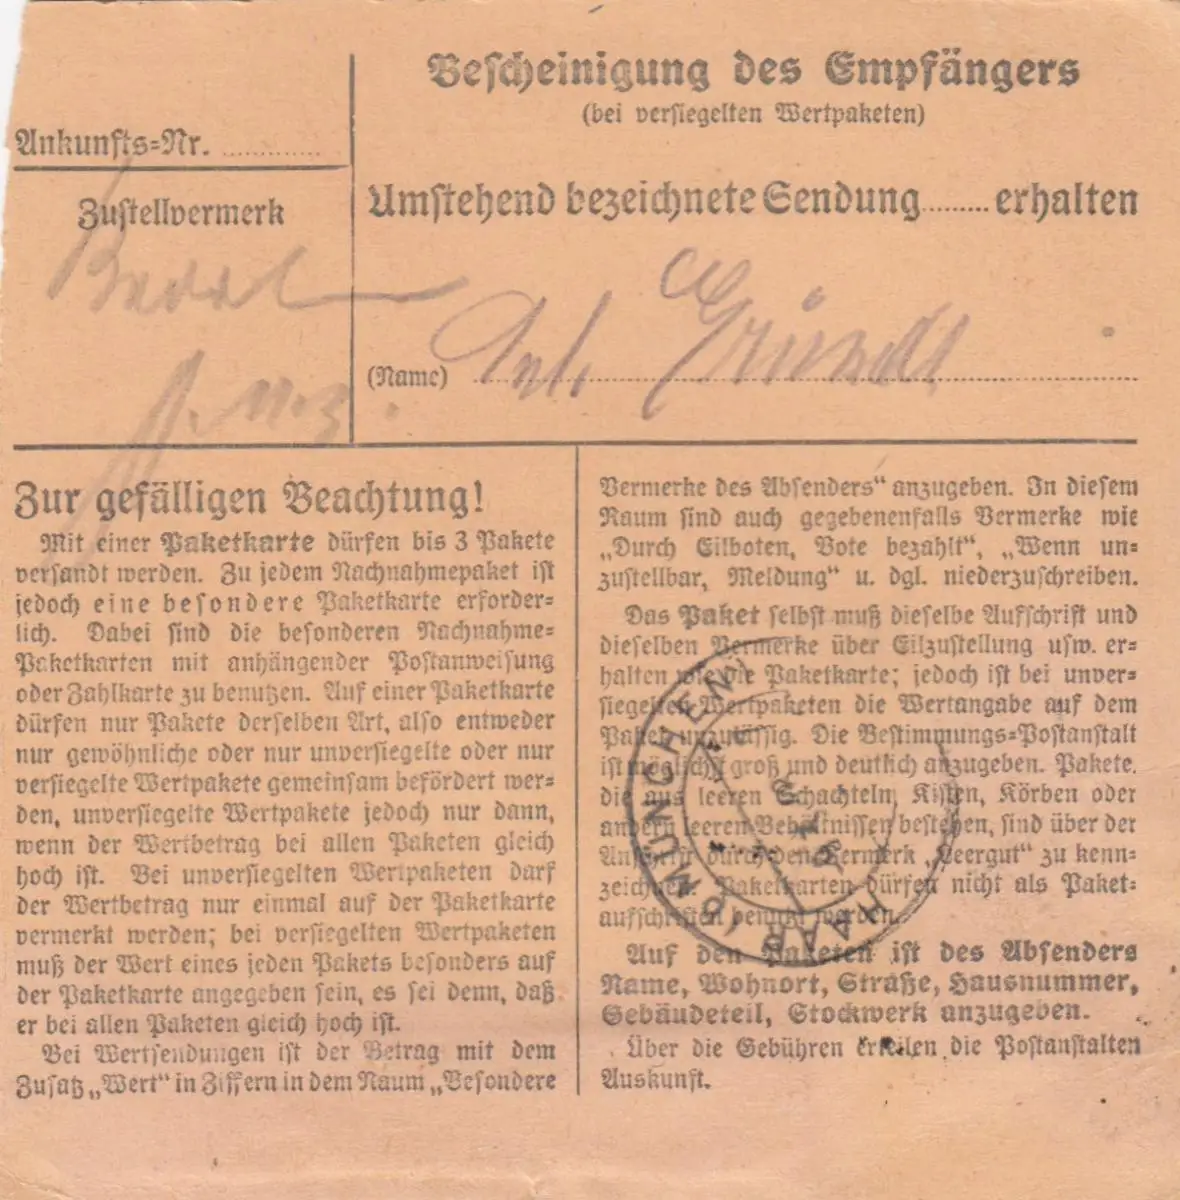 Ankunfts=Nr. ............
Zustellvermerk
Bescheinigung des Empfängers
(bei versiegelten Wertpaketen)
Umstehend bezeichnete Sendung ......... erhalten
(Name)
Zur gefälligen Beachtung!
Mit einer Paketkarte dürfen bis 3 Pakete
versandt werden. Zu jedem Nachnahmepaket ist
jedoch eine besondere Paketkarte erforder=
lich. Dabei sind die besonderen Nachnahme=
Paketkarten mit anhängender Postanweisung
oder Zahlkarte zu benutzen. Auf einer Paketkarte
dürfen nur Pakete derselben Art, also entweder
nur gewöhnliche oder nur unversiegelte oder nur
versiegelte Wertpakete gemeinsam befördert wer=
den, unversiegelte Wertpakete jedoch nur dann,
wenn der Wertbetrag bei allen Paketen gleich
hoch ist. Bei unversiegelten Wertpaketen darf
der Wertbetrag nur einmal auf der Paketkarte
vermerkt werden; bei versiegelten Wertpaketen
muß der Wert eines jeden Pakets besonders auf
der Paketkarte angegeben sein, es sei denn, daß
er bei allen Paketen gleich hoch ist.
Bei Wertsendungen ist der Betrag mit dem
Zusatz „Wert" in Ziffern in dem Raum „Besondere
Vermerke des Absenders" anzugeben. In diesem
Raum sind auch gegebenenfalls Vermerke wie
„Durch Eilboten, Bote bezahlt", „Wenn un=
zustellbar, Meldung" u. dgl. niederzuschreiben.
Das Paket selbst muß dieselbe Aufschrift und
dieselben Vermerke über Eilzustellung usw. er=
halten wie die Paketkarte; jedoch ist bei unver=
siegelten Wertpaketen die Wertangabe auf dem
Paket unzulässig. Die Bestimmungs=Postanstalt
ist möglichst groß und deutlich anzugeben. Pakete,
die aus leeren Schachteln, Kisten, Körben oder
andern leeren Behältnissen bestehen, sind über der
Anschrift durch den Vermerk „Leergut" zu kenn=
zeichnen. Paketkarten dürfen nicht als Paket=
aufschriften benutzt werden.
Auf den Paketen ist des Absenders
Name, Wohnort, Straße, Hausnummer,
Gebäudeteil, Stockwerk anzugeben.
Über die Gebühren erteilen die Postanstalten
Auskunft.
HAAR (b MÜNCHEN)